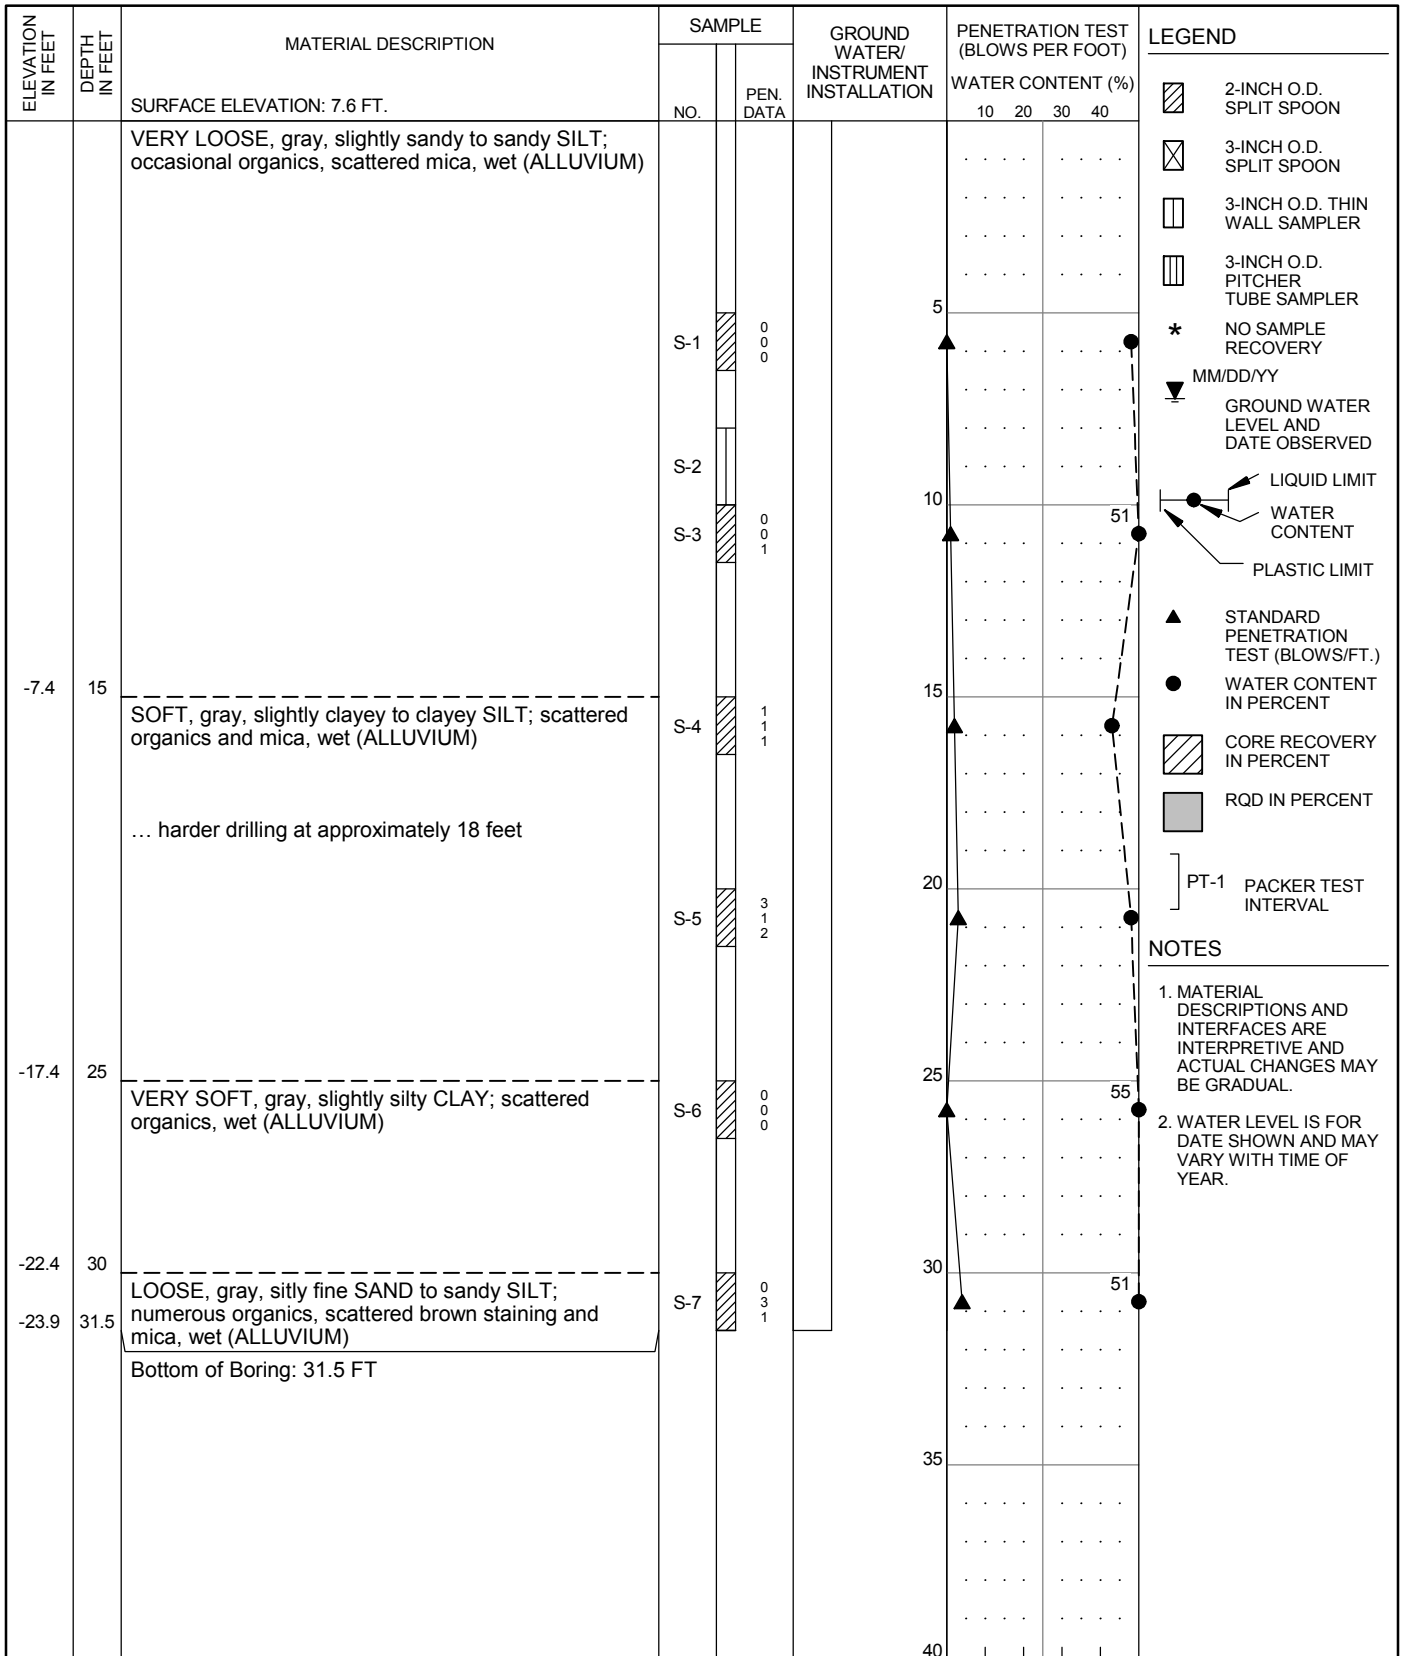 ELEVATION
IN FEET
DEPTH
IN FEET
MATERIAL DESCRIPTION
SURFACE ELEVATION: 7.6 FT.
SAMPLE
NO.
PEN.
DATA
GROUND
WATER/
INSTRUMENT
INSTALLATION
PENETRATION TEST
(BLOWS PER FOOT)
WATER CONTENT (%)
10 20 30 40
VERY LOOSE, gray, slightly sandy to sandy SILT;
occasional organics, scattered mica, wet (ALLUVIUM)
5
S-1
0
0
0
S-2
10
51
S-3
0
0
1
-7.4 15
15
SOFT, gray, slightly clayey to clayey SILT; scattered
organics and mica, wet (ALLUVIUM)
S-4
1
1
1
… harder drilling at approximately 18 feet
20
S-5
3
1
2
-17.4 25
25
55
VERY SOFT, gray, slightly silty CLAY; scattered
organics, wet (ALLUVIUM)
S-6
0
0
0
-22.4 30
30
51
LOOSE, gray, sitly fine SAND to sandy SILT;
numerous organics, scattered brown staining and
mica, wet (ALLUVIUM)
S-7
0
3
1
-23.9 31.5
Bottom of Boring: 31.5 FT
35
40
LEGEND
2-INCH O.D.
SPLIT SPOON
3-INCH O.D.
SPLIT SPOON
3-INCH O.D. THIN
WALL SAMPLER
3-INCH O.D.
PITCHER
TUBE SAMPLER
* NO SAMPLE
RECOVERY
MM/DD/YY
GROUND WATER
LEVEL AND
DATE OBSERVED
LIQUID LIMIT
WATER
CONTENT
PLASTIC LIMIT
STANDARD
PENETRATION
TEST (BLOWS/FT.)
WATER CONTENT
IN PERCENT
CORE RECOVERY
IN PERCENT
RQD IN PERCENT
PT-1 PACKER TEST
INTERVAL
NOTES
1. MATERIAL
DESCRIPTIONS AND
INTERFACES ARE
INTERPRETIVE AND
ACTUAL CHANGES MAY
BE GRADUAL.
2. WATER LEVEL IS FOR
DATE SHOWN AND MAY
VARY WITH TIME OF
YEAR.